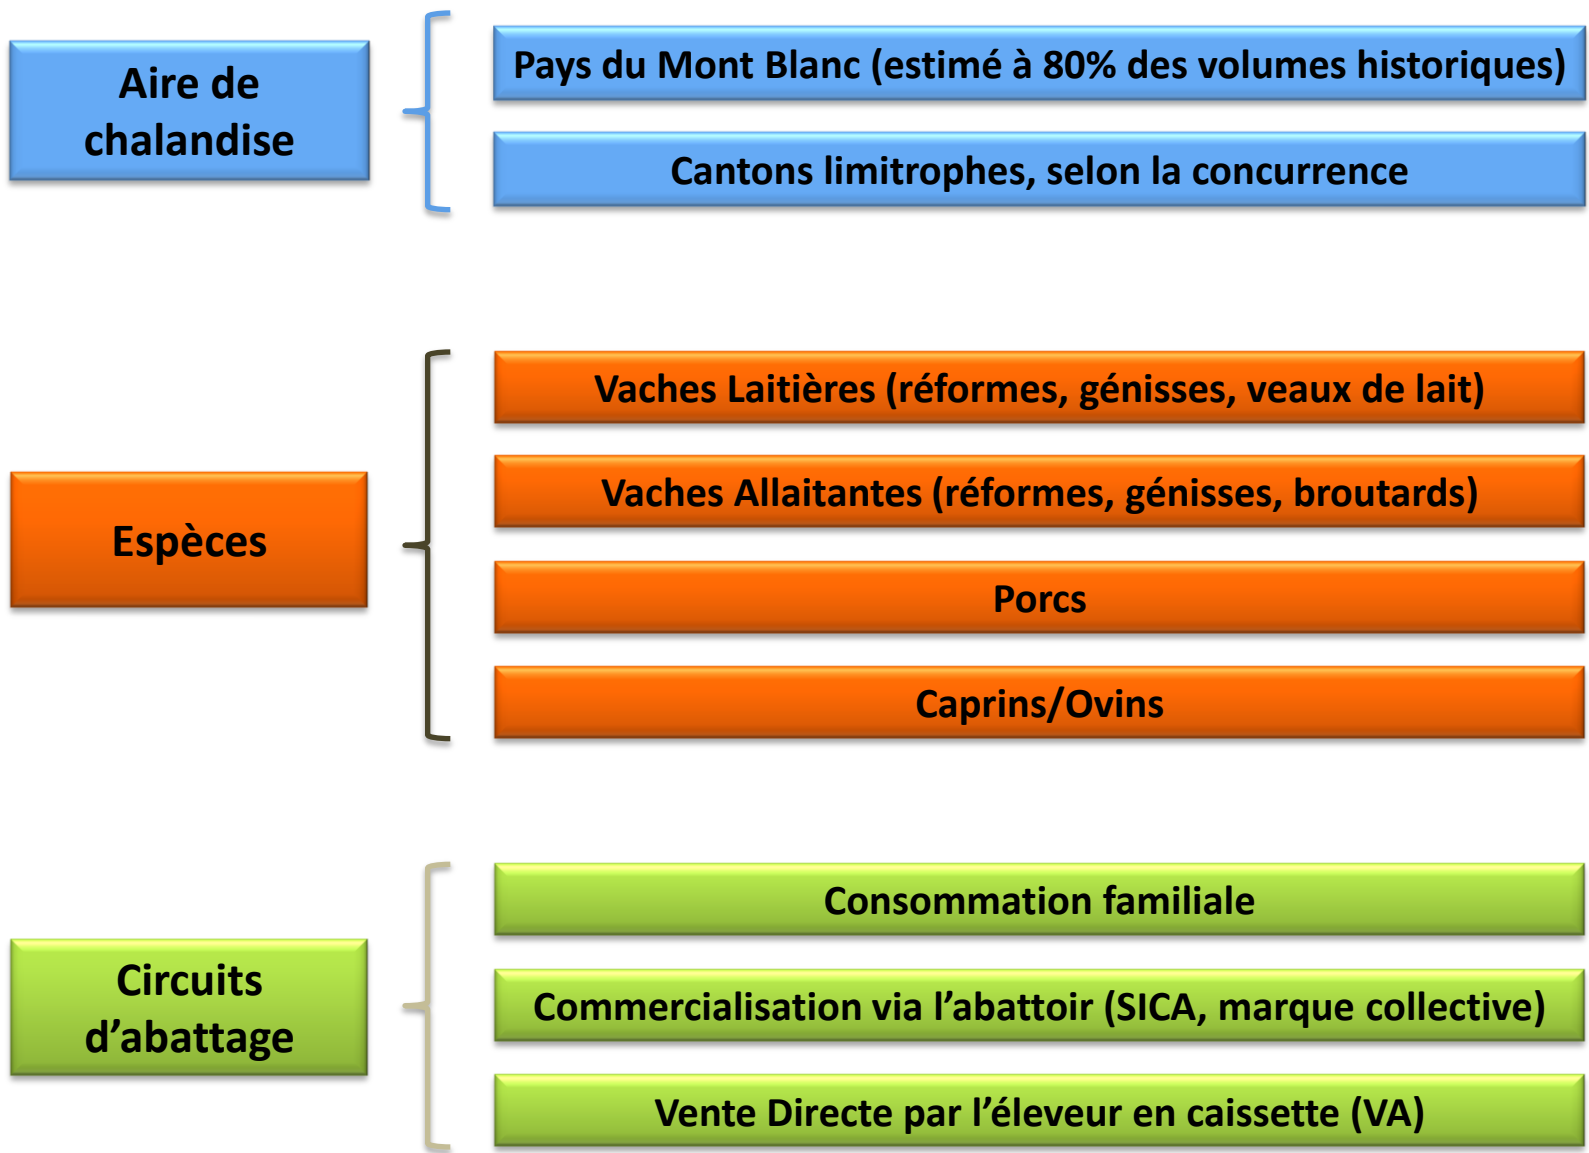 Aire de
chalandise
Pays du Mont Blanc (estimé à 80% des volumes historiques)
Cantons limitrophes, selon la concurrence
Espèces
Vaches Laitières (réformes, génisses, veaux de lait)
Vaches Allaitantes (réformes, génisses, broutards)
Porcs
Caprins/Ovins
Circuits
d’abattage
Consommation familiale
Commercialisation via l’abattoir (SICA, marque collective)
Vente Directe par l’éleveur en caissette (VA)